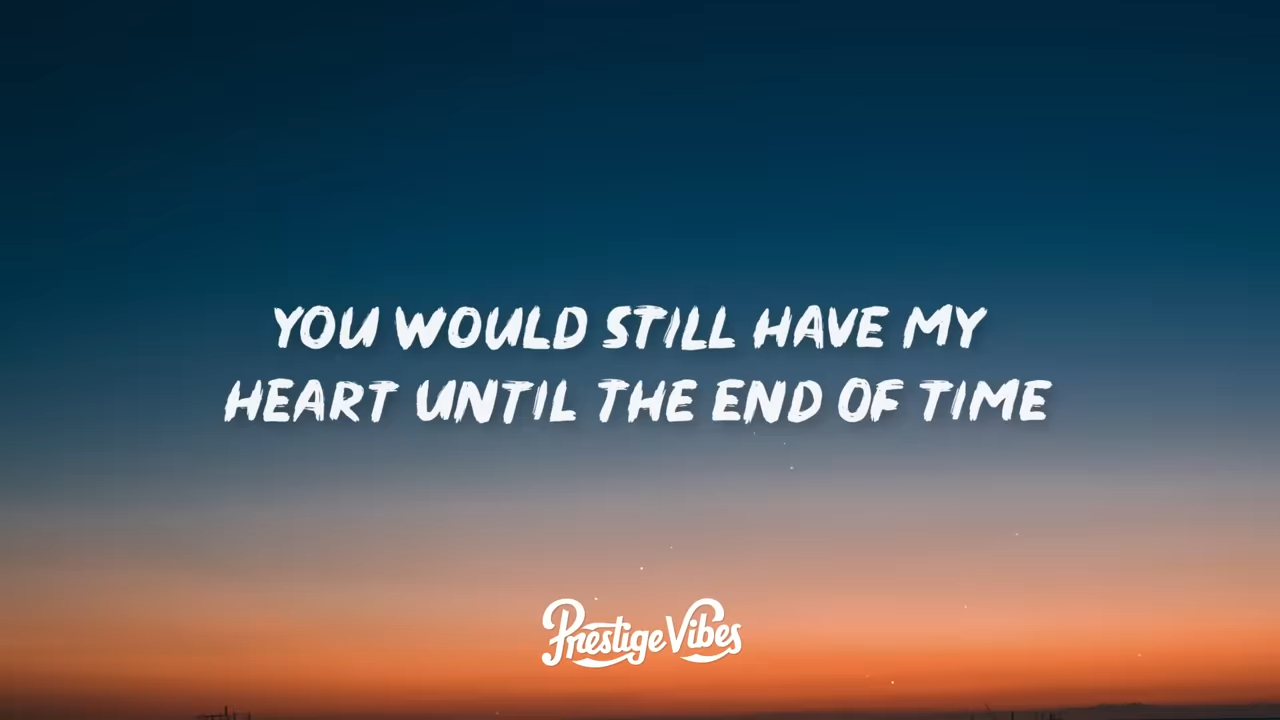 YOU WOULD STILL HAVE MY
HEART UNTIL THE END OF TIME
Prestige Vibes